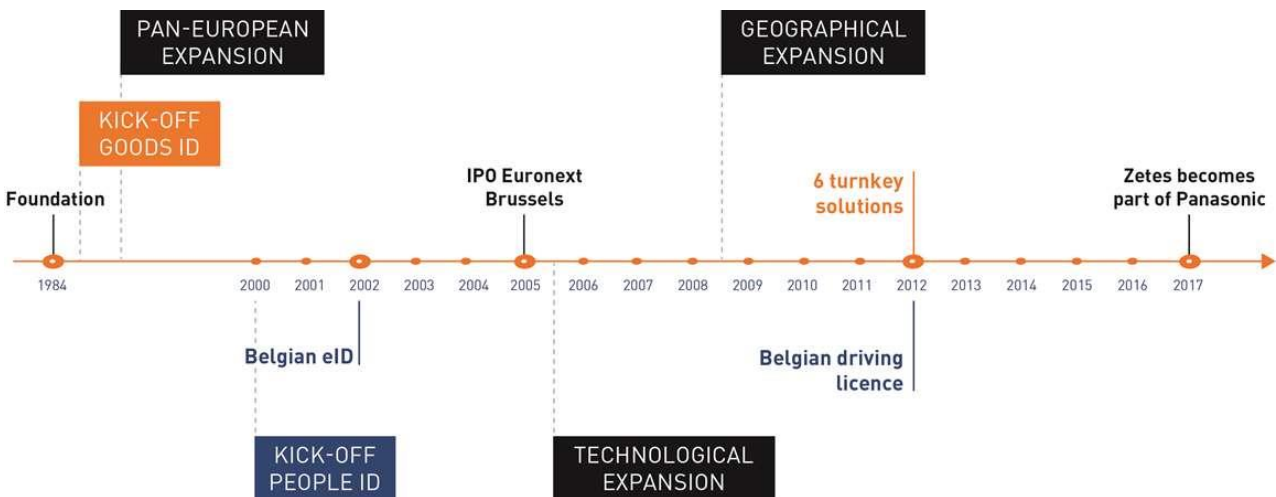 PAN-EUROPEAN
EXPANSION
GEOGRAPHICAL
EXPANSION
KICK-OFF
GOODS ID
Foundation
IPO Euronext
Brussels
6 turnkey
solutions
Zetes becomes
part of Panasonic
1984
2000
2001
2002
2003
2004
2005
2006
2007
2008
2009
2010
2011
2012
2013
2014
2015
2016
2017
Belgian eID
Belgian driving
licence
KICK-OFF
PEOPLE ID
TECHNOLOGICAL
EXPANSION